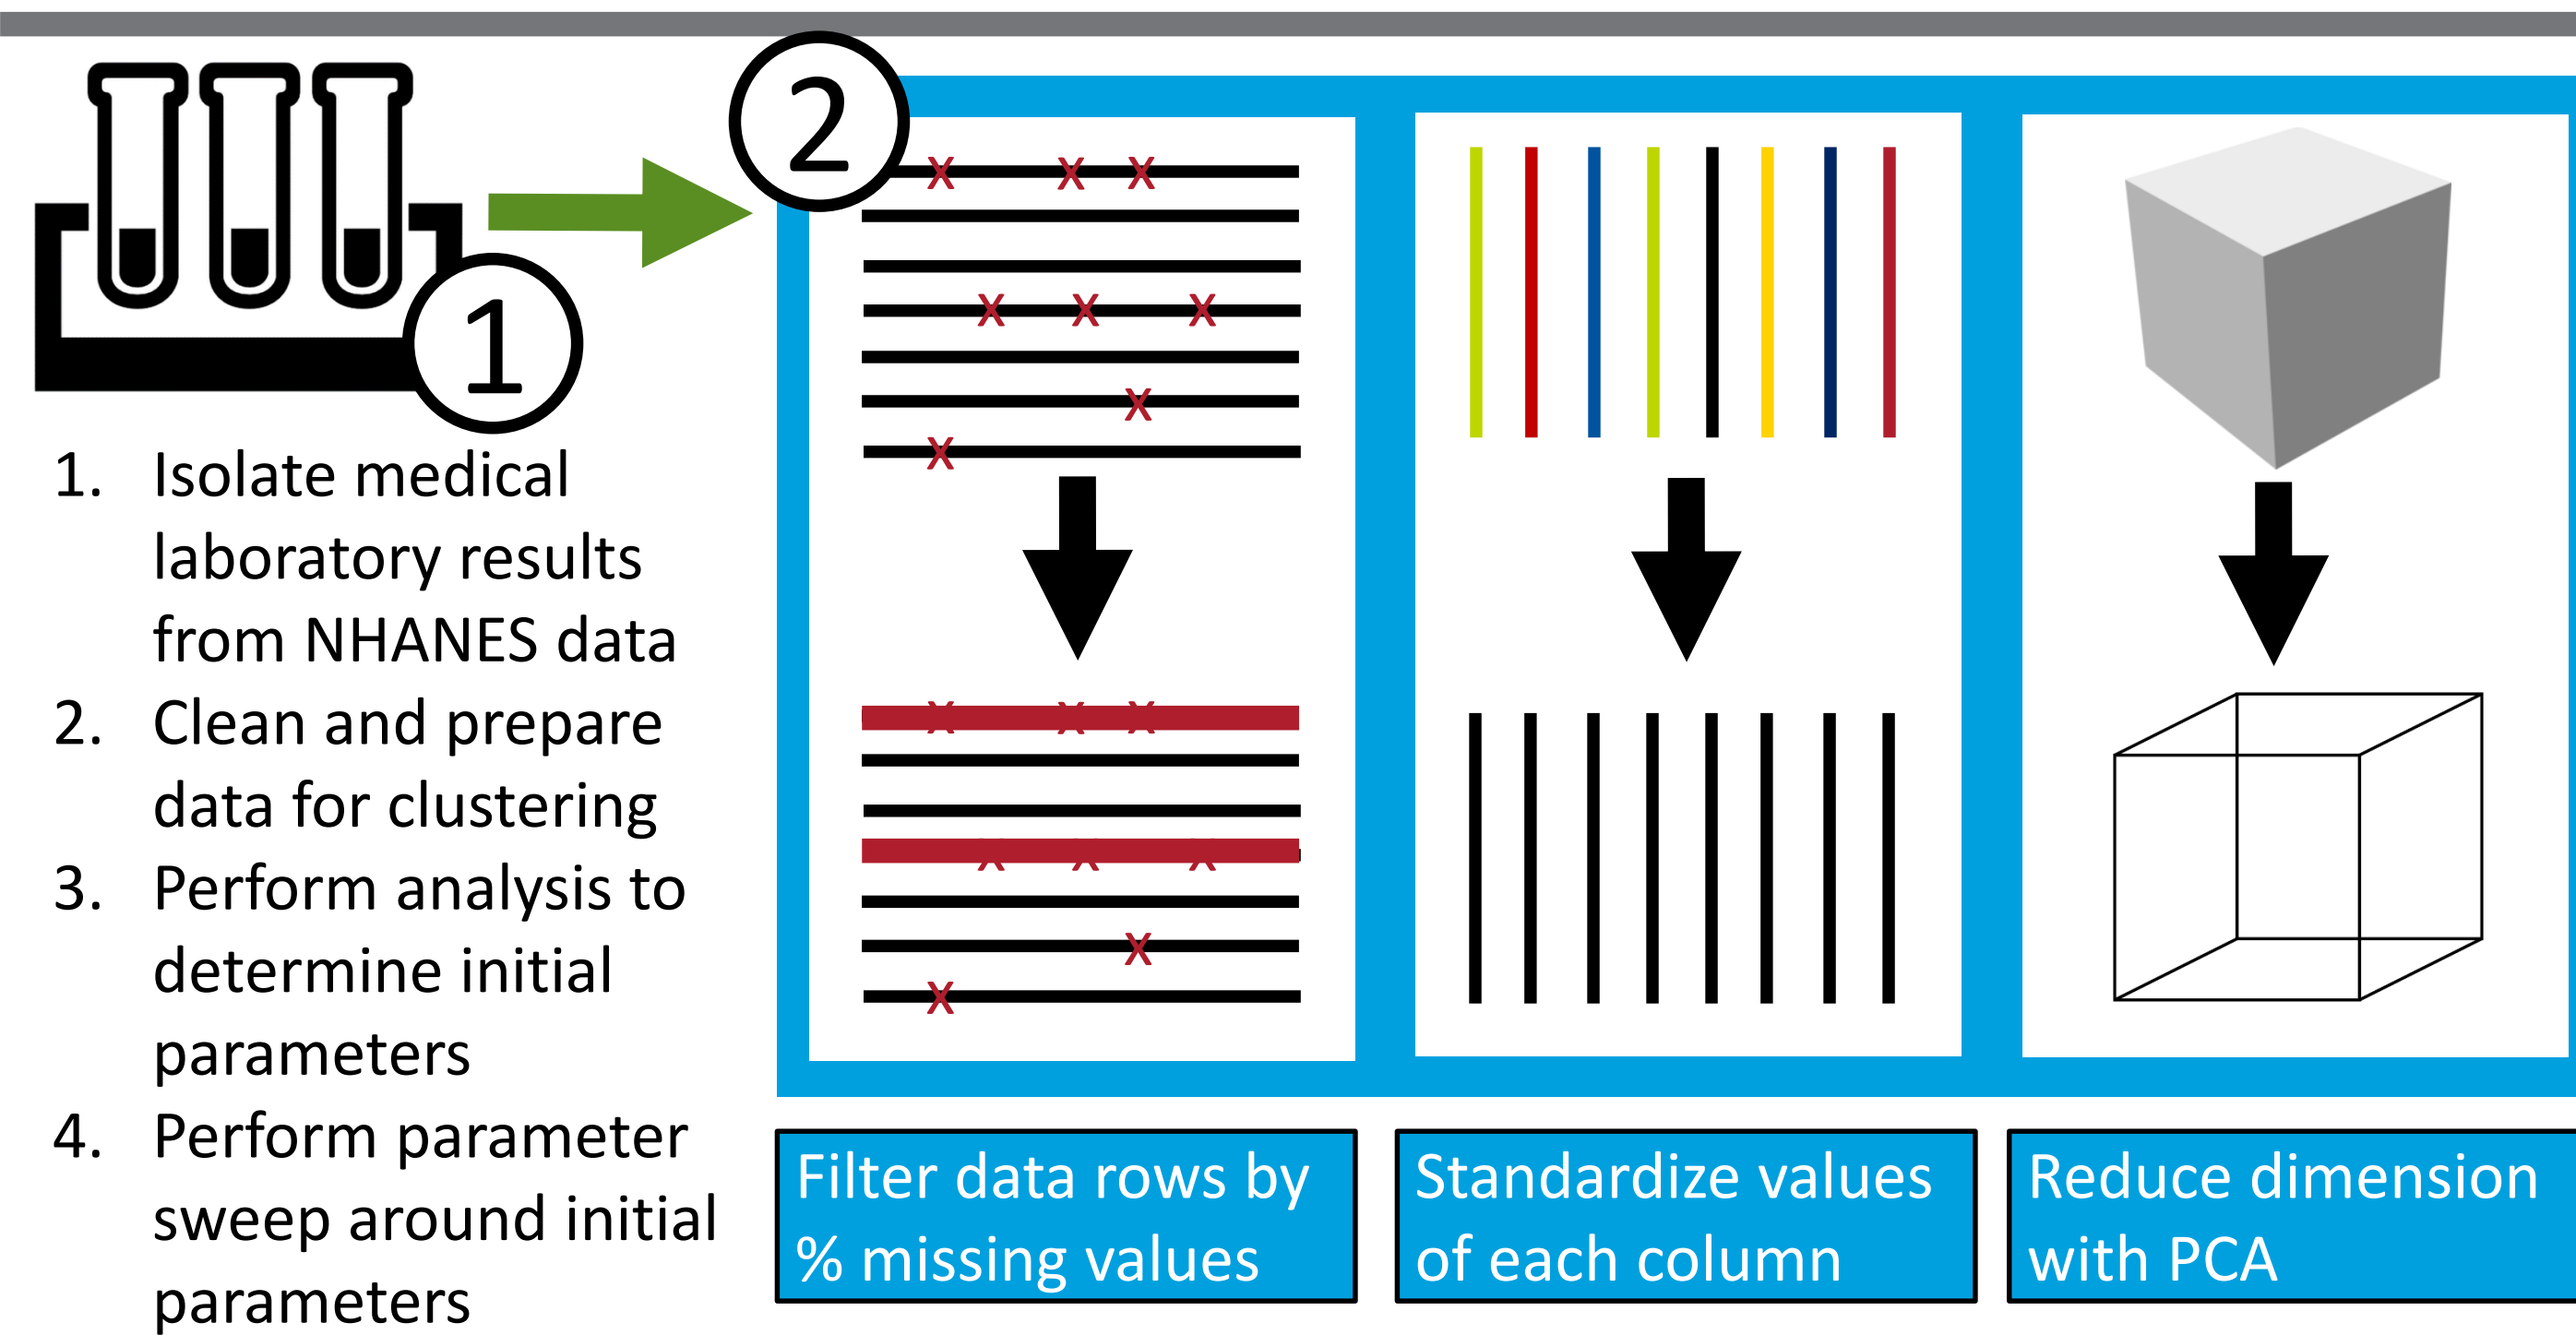 2
1
1. Isolate medical
laboratory results
from NHANES data
2. Clean and prepare
data for clustering
3. Perform analysis to
determine initial
parameters
4. Perform parameter
sweep around initial
parameters
X X X
X X X
X
X
X X X
X X X
X
X
Filter data rows by
% missing values
Standardize values
of each column
Reduce dimension
with PCA